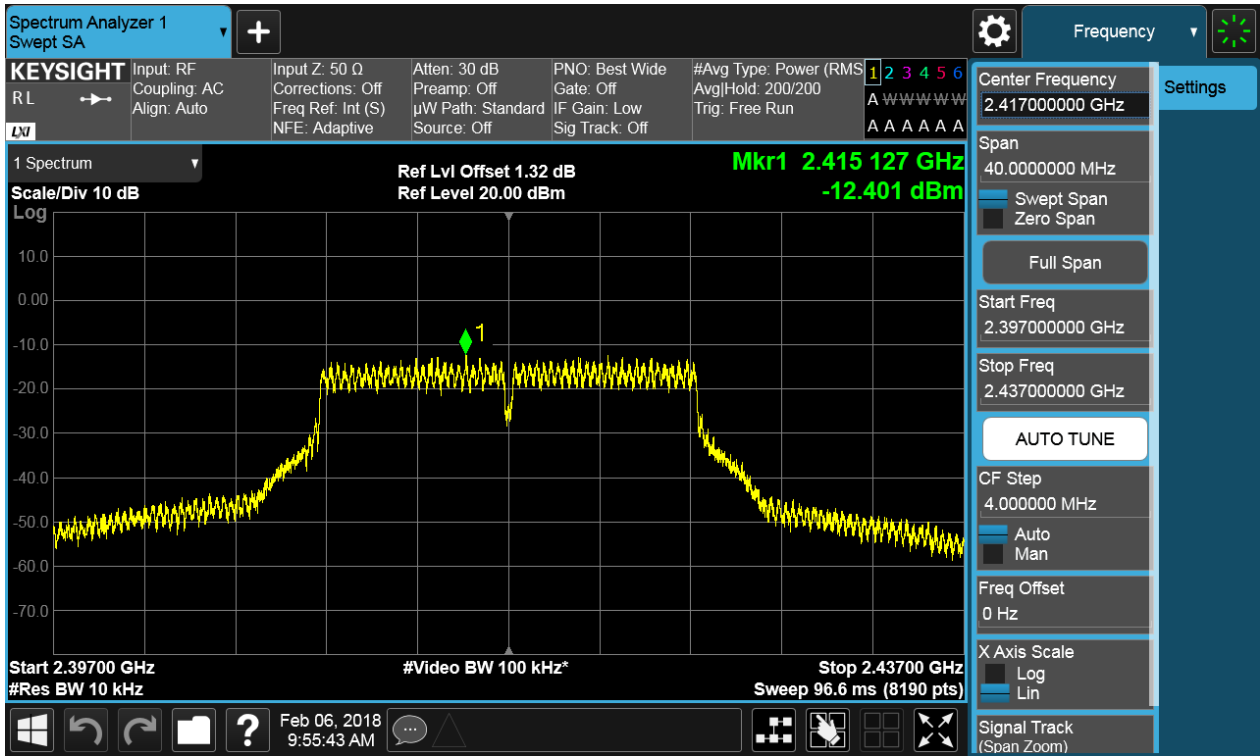 Spectrum Analyzer 1
Swept SA
+
Frequency
KEYSIGHT
RL
LXI
Input: RF
Coupling: AC
Align: Auto
Input Z: 50 Ω
Corrections: Off
Freq Ref: Int (S)
NFE: Adaptive
Atten: 30 dB
Preamp: Off
µW Path: Standard
Source: Off
PNO: Best Wide
Gate: Off
IF Gain: Low
Sig Track: Off
#Avg Type: Power (RMS
Avg|Hold: 200/200
Trig: Free Run
1 2 3 4 5 6
A W W W W W
A A A A A A
Center Frequency
2.417000000 GHz
Settings
Span
40.0000000 MHz
Swept Span
Zero Span
Full Span
Start Freq
2.397000000 GHz
Stop Freq
2.437000000 GHz
AUTO TUNE
CF Step
4.000000 MHz
Auto
Man
Freq Offset
0 Hz
X Axis Scale
Log
Lin
Signal Track
(Span Zoom)
1 Spectrum
Scale/Div 10 dB
Log
Ref Lvl Offset 1.32 dB
Ref Level 20.00 dBm
Mkr1 2.415 127 GHz
-12.401 dBm
10.0
0.00
-10.0
-20.0
-30.0
-40.0
-50.0
-60.0
-70.0
1
Start 2.39700 GHz
#Res BW 10 kHz
#Video BW 100 kHz*
Stop 2.43700 GHz
Sweep 96.6 ms (8190 pts)
?
Feb 06, 2018
9:55:43 AM